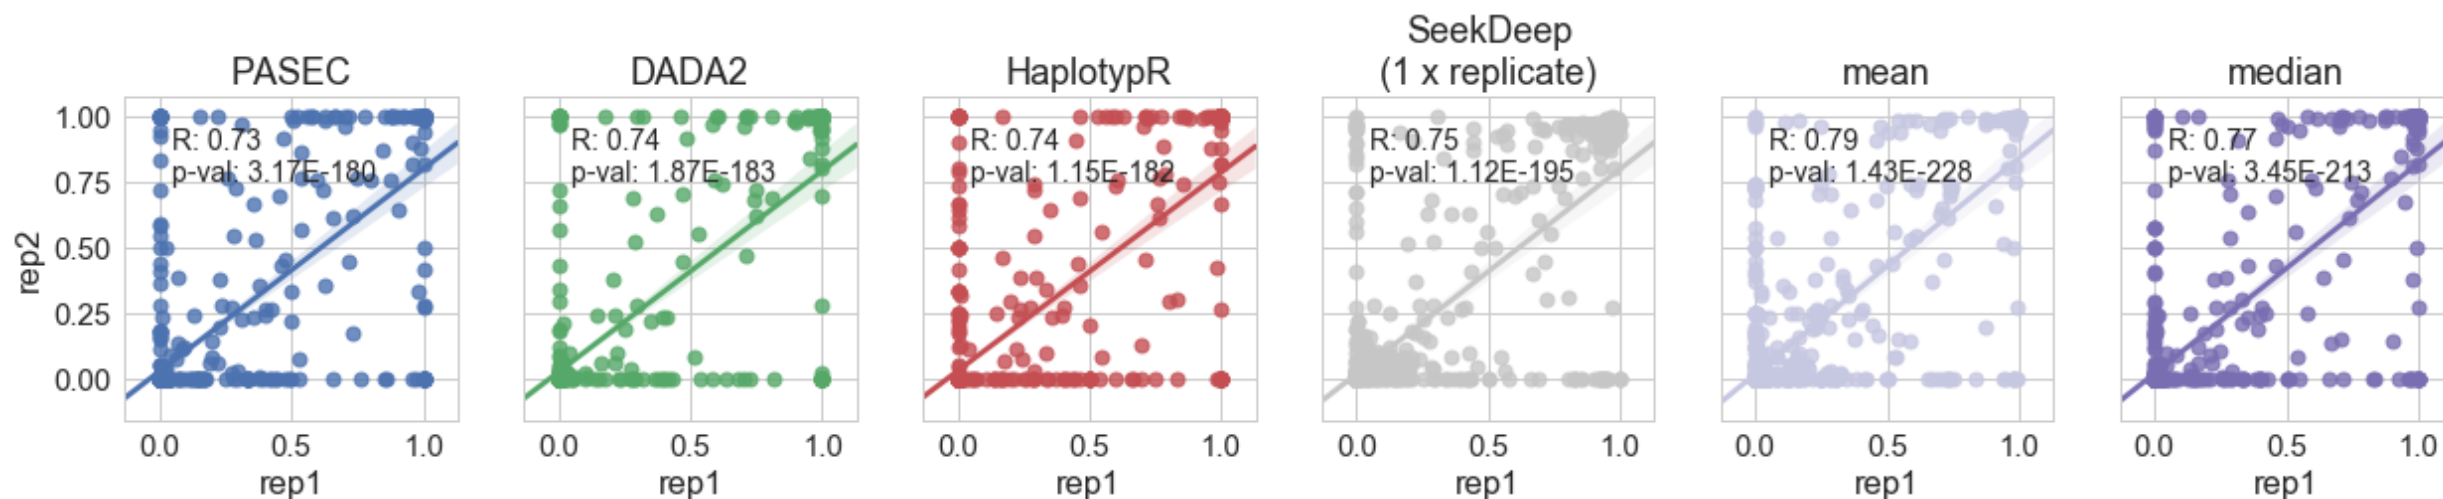 PASEC
DADA2
HaplotypR
SeekDeep
(1 x replicate)
mean
median
R: 0.73
p-val: 3.17E-180
R: 0.74
p-val: 1.87E-183
R: 0.74
p-val: 1.15E-182
R: 0.75
p-val: 1.12E-195
R: 0.79
p-val: 1.43E-228
R: 0.77
p-val: 3.45E-213
rep2
1.00
0.75
0.50
0.25
0.00
0.0 0.5 1.0
0.0 0.5 1.0
0.0 0.5 1.0
0.0 0.5 1.0
0.0 0.5 1.0
0.0 0.5 1.0
rep1
rep1
rep1
rep1
rep1
rep1